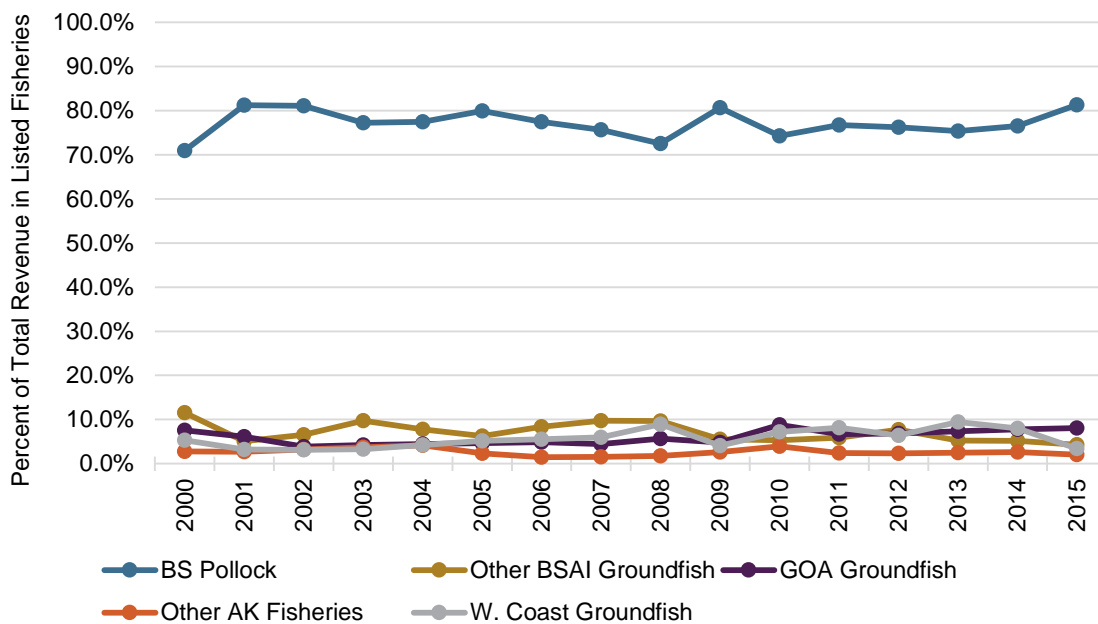 Percent of Total Revenue in Listed Fisheries
100.0%
90.0%
80.0%
70.0%
60.0%
50.0%
40.0%
30.0%
20.0%
10.0%
0.0%
2000 2001 2002 2003 2004 2005 2006 2007 2008 2009 2010 2011 2012 2013 2014 2015
BS Pollock Other BSAI Groundfish GOA Groundfish
Other AK Fisheries W. Coast Groundfish